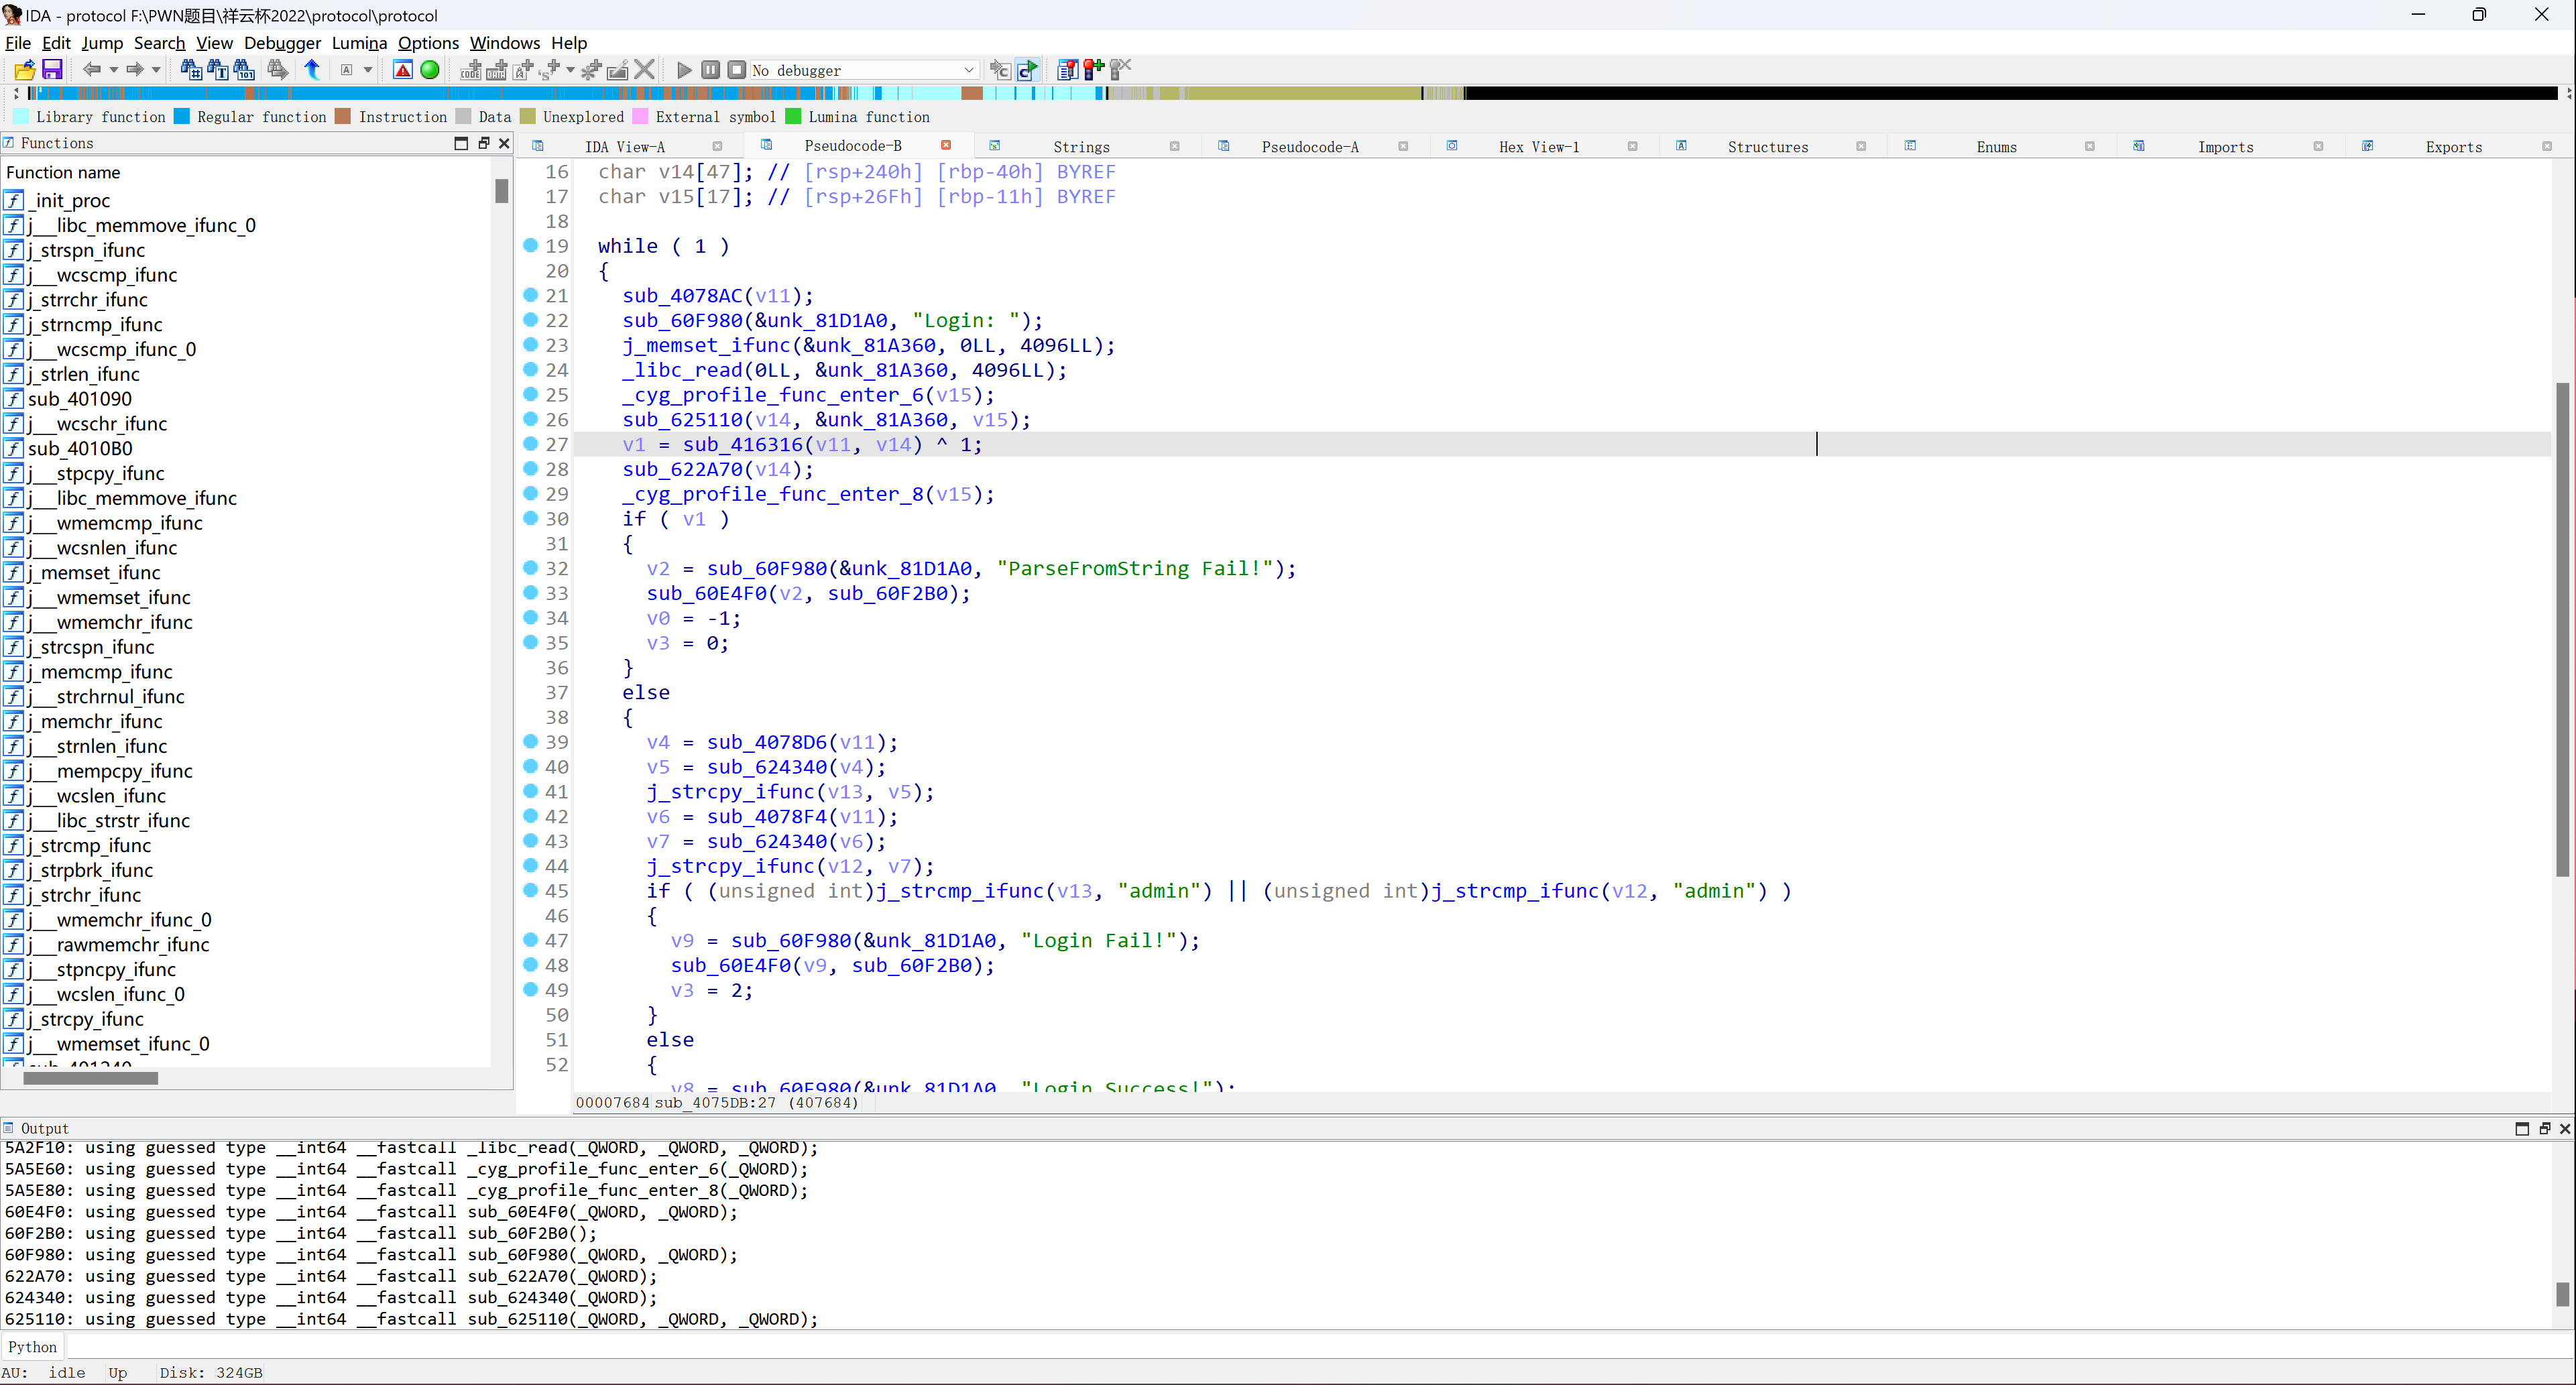 IDA - protocol F:\PWN题目\祥云杯2022\protocol\protocol
File Edit Jump Search View Debugger Lumina Options Windows Help
No debugger
Library function Regular function Instruction Data Unexplored External symbol Lumina function
Functions
IDA View-A Pseudocode-B Strings Pseudocode-A Hex View-1 Structures Enums Imports Exports
Function name
_init_proc
j___libc_memmove_ifunc_0
j_strspn_ifunc
j___wcscmp_ifunc
j_strrchr_ifunc
j_strncmp_ifunc
j___wcscmp_ifunc_0
j_strlen_ifunc
sub_401090
j___wcschr_ifunc
sub_4010B0
j___stpcpy_ifunc
j___libc_memmove_ifunc
j___wmemcmp_ifunc
j___wcsnlen_ifunc
j_memset_ifunc
j___wmemset_ifunc
j___wmemchr_ifunc
j_strcspn_ifunc
j_memcmp_ifunc
j___strchrnul_ifunc
j_memchr_ifunc
j___strnlen_ifunc
j___mempcpy_ifunc
j___wcslen_ifunc
j___libc_strstr_ifunc
j_strcmp_ifunc
j_strpbrk_ifunc
j_strchr_ifunc
j___wmemchr_ifunc_0
j___rawmemchr_ifunc
j___stpncpy_ifunc
j___wcslen_ifunc_0
j_strcpy_ifunc
j___wmemset_ifunc_0
16 char v14[47]; // [rsp+240h] [rbp-40h] BYREF
17 char v15[17]; // [rsp+26Fh] [rbp-11h] BYREF
18
19 while ( 1 )
20 {
21 sub_4078AC(v11);
22 sub_60F980(&unk_81D1A0, "Login: ");
23 j_memset_ifunc(&unk_81A360, 0LL, 4096LL);
24 _libc_read(0LL, &unk_81A360, 4096LL);
25 _cyg_profile_func_enter_6(v15);
26 sub_625110(v14, &unk_81A360, v15);
27 v1 = sub_416316(v11, v14) ^ 1;
28 sub_622A70(v14);
29 _cyg_profile_func_enter_8(v15);
30 if ( v1 )
31 {
32 v2 = sub_60F980(&unk_81D1A0, "ParseFromString Fail!");
33 sub_60E4F0(v2, sub_60F2B0);
34 v0 = -1;
35 v3 = 0;
36 }
37 else
38 {
39 v4 = sub_4078D6(v11);
40 v5 = sub_624340(v4);
41 j_strcpy_ifunc(v13, v5);
42 v6 = sub_4078F4(v11);
43 v7 = sub_624340(v6);
44 j_strcpy_ifunc(v12, v7);
45 if ( (unsigned int)j_strcmp_ifunc(v13, "admin") || (unsigned int)j_strcmp_ifunc(v12, "admin") )
46 {
47 v9 = sub_60F980(&unk_81D1A0, "Login Fail!");
48 sub_60E4F0(v9, sub_60F2B0);
49 v3 = 2;
50 }
51 else
52 {
v8 = sub_60F980(&unk_81D1A0, "Login Success!");
00007684 sub_4075DB:27 (407684)
Output
5A2F10: using guessed type __int64 __fastcall _libc_read(_QWORD, _QWORD, _QWORD);
5A5E60: using guessed type __int64 __fastcall _cyg_profile_func_enter_6(_QWORD);
5A5E80: using guessed type __int64 __fastcall _cyg_profile_func_enter_8(_QWORD);
60E4F0: using guessed type __int64 __fastcall sub_60E4F0(_QWORD, _QWORD);
60F2B0: using guessed type __int64 __fastcall sub_60F2B0();
60F980: using guessed type __int64 __fastcall sub_60F980(_QWORD, _QWORD);
622A70: using guessed type __int64 __fastcall sub_622A70(_QWORD);
624340: using guessed type __int64 __fastcall sub_624340(_QWORD);
625110: using guessed type __int64 __fastcall sub_625110(_QWORD, _QWORD, _QWORD);
Python
AU: idle Up Disk: 324GB